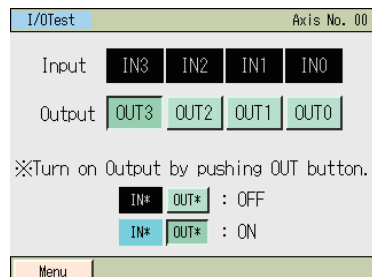 I/OTest Axis No. 00
Input IN3 IN2 IN1 IN0
Output OUT3 OUT2 OUT1 OUT0
※Turn on Output by pushing OUT button.
IN* OUT* : OFF
IN* OUT* : ON
Menu